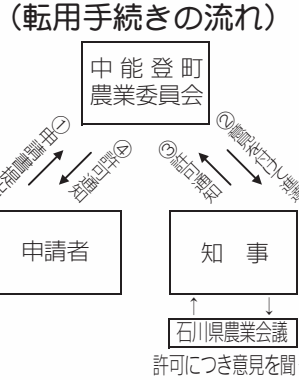 （転用手続きの流れ）
中能登町
農業委員会
①申請書提出
④許可通知
③許可通知
②意見を付けて進達
申請者
知　事
↑　↓
石川県農業会議
許可につき意見を聞